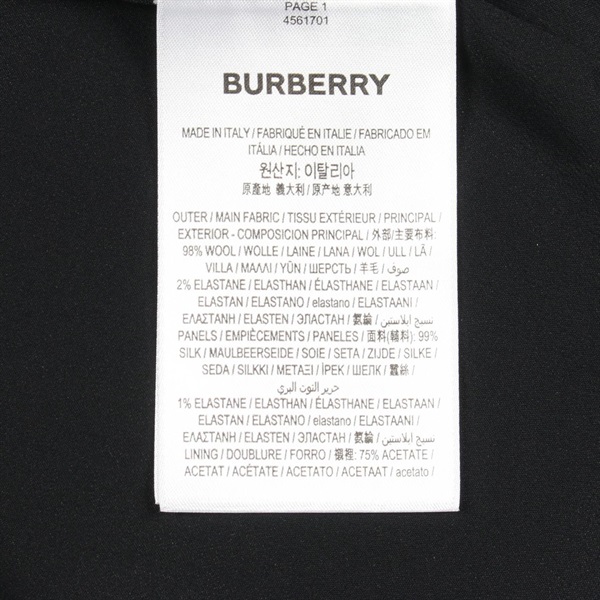 PAGE 1
4561701
BURBERRY
MADE IN ITALY / FABRIQUÉ EN ITALIE / FABRICADO EM
ITÁLIA / HECHO EN ITALIA
원산지: 이탈리아
原產地 義大利 / 原产地 意大利
OUTER / MAIN FABRIC / TISSU EXTÉRIEUR / PRINCIPAL /
EXTERIOR - COMPOSICION PRINCIPAL / 外部/主要布料:
98% WOOL / WOLLE / LAINE / LANA / WOL / ULL / LÃ /
VILLA / ΜΑΛΛΙ / YÜN / ШЕРСТЬ / 羊毛 / صوف /
2% ELASTANE / ELASTHAN / ÉLASTHANE / ELASTAAN /
ELASTAN / ELASTANO / elastano / ELASTAANI /
ΕΛΑΣΤΑΝΗ / ELASTEN / ЭЛАСТАН / 氨綸 / نسيج ايلاستين /
PANELS / EMPIÈCEMENTS / PANELES / 面料(輔料): 99%
SILK / MAULBEERSEIDE / SOIE / SETA / ZIJDE / SILKE /
SEDA / SILKKI / ΜΕΤΑΞΙ / İPEK / ШЕЛК / 蠶絲 /
حرير التوت البري /
1% ELASTANE / ELASTHAN / ÉLASTHANE / ELASTAAN /
ELASTAN / ELASTANO / elastano / ELASTAANI /
ΕΛΑΣΤΑΝΗ / ELASTEN / ЭЛАСТАН / 氨綸 / نسيج ايلاستين /
LINING / DOUBLURE / FORRO / 裡: 75% ACETATE /
ACETAT / ACÉTATE / ACETATO / ACETAAT / acetato /